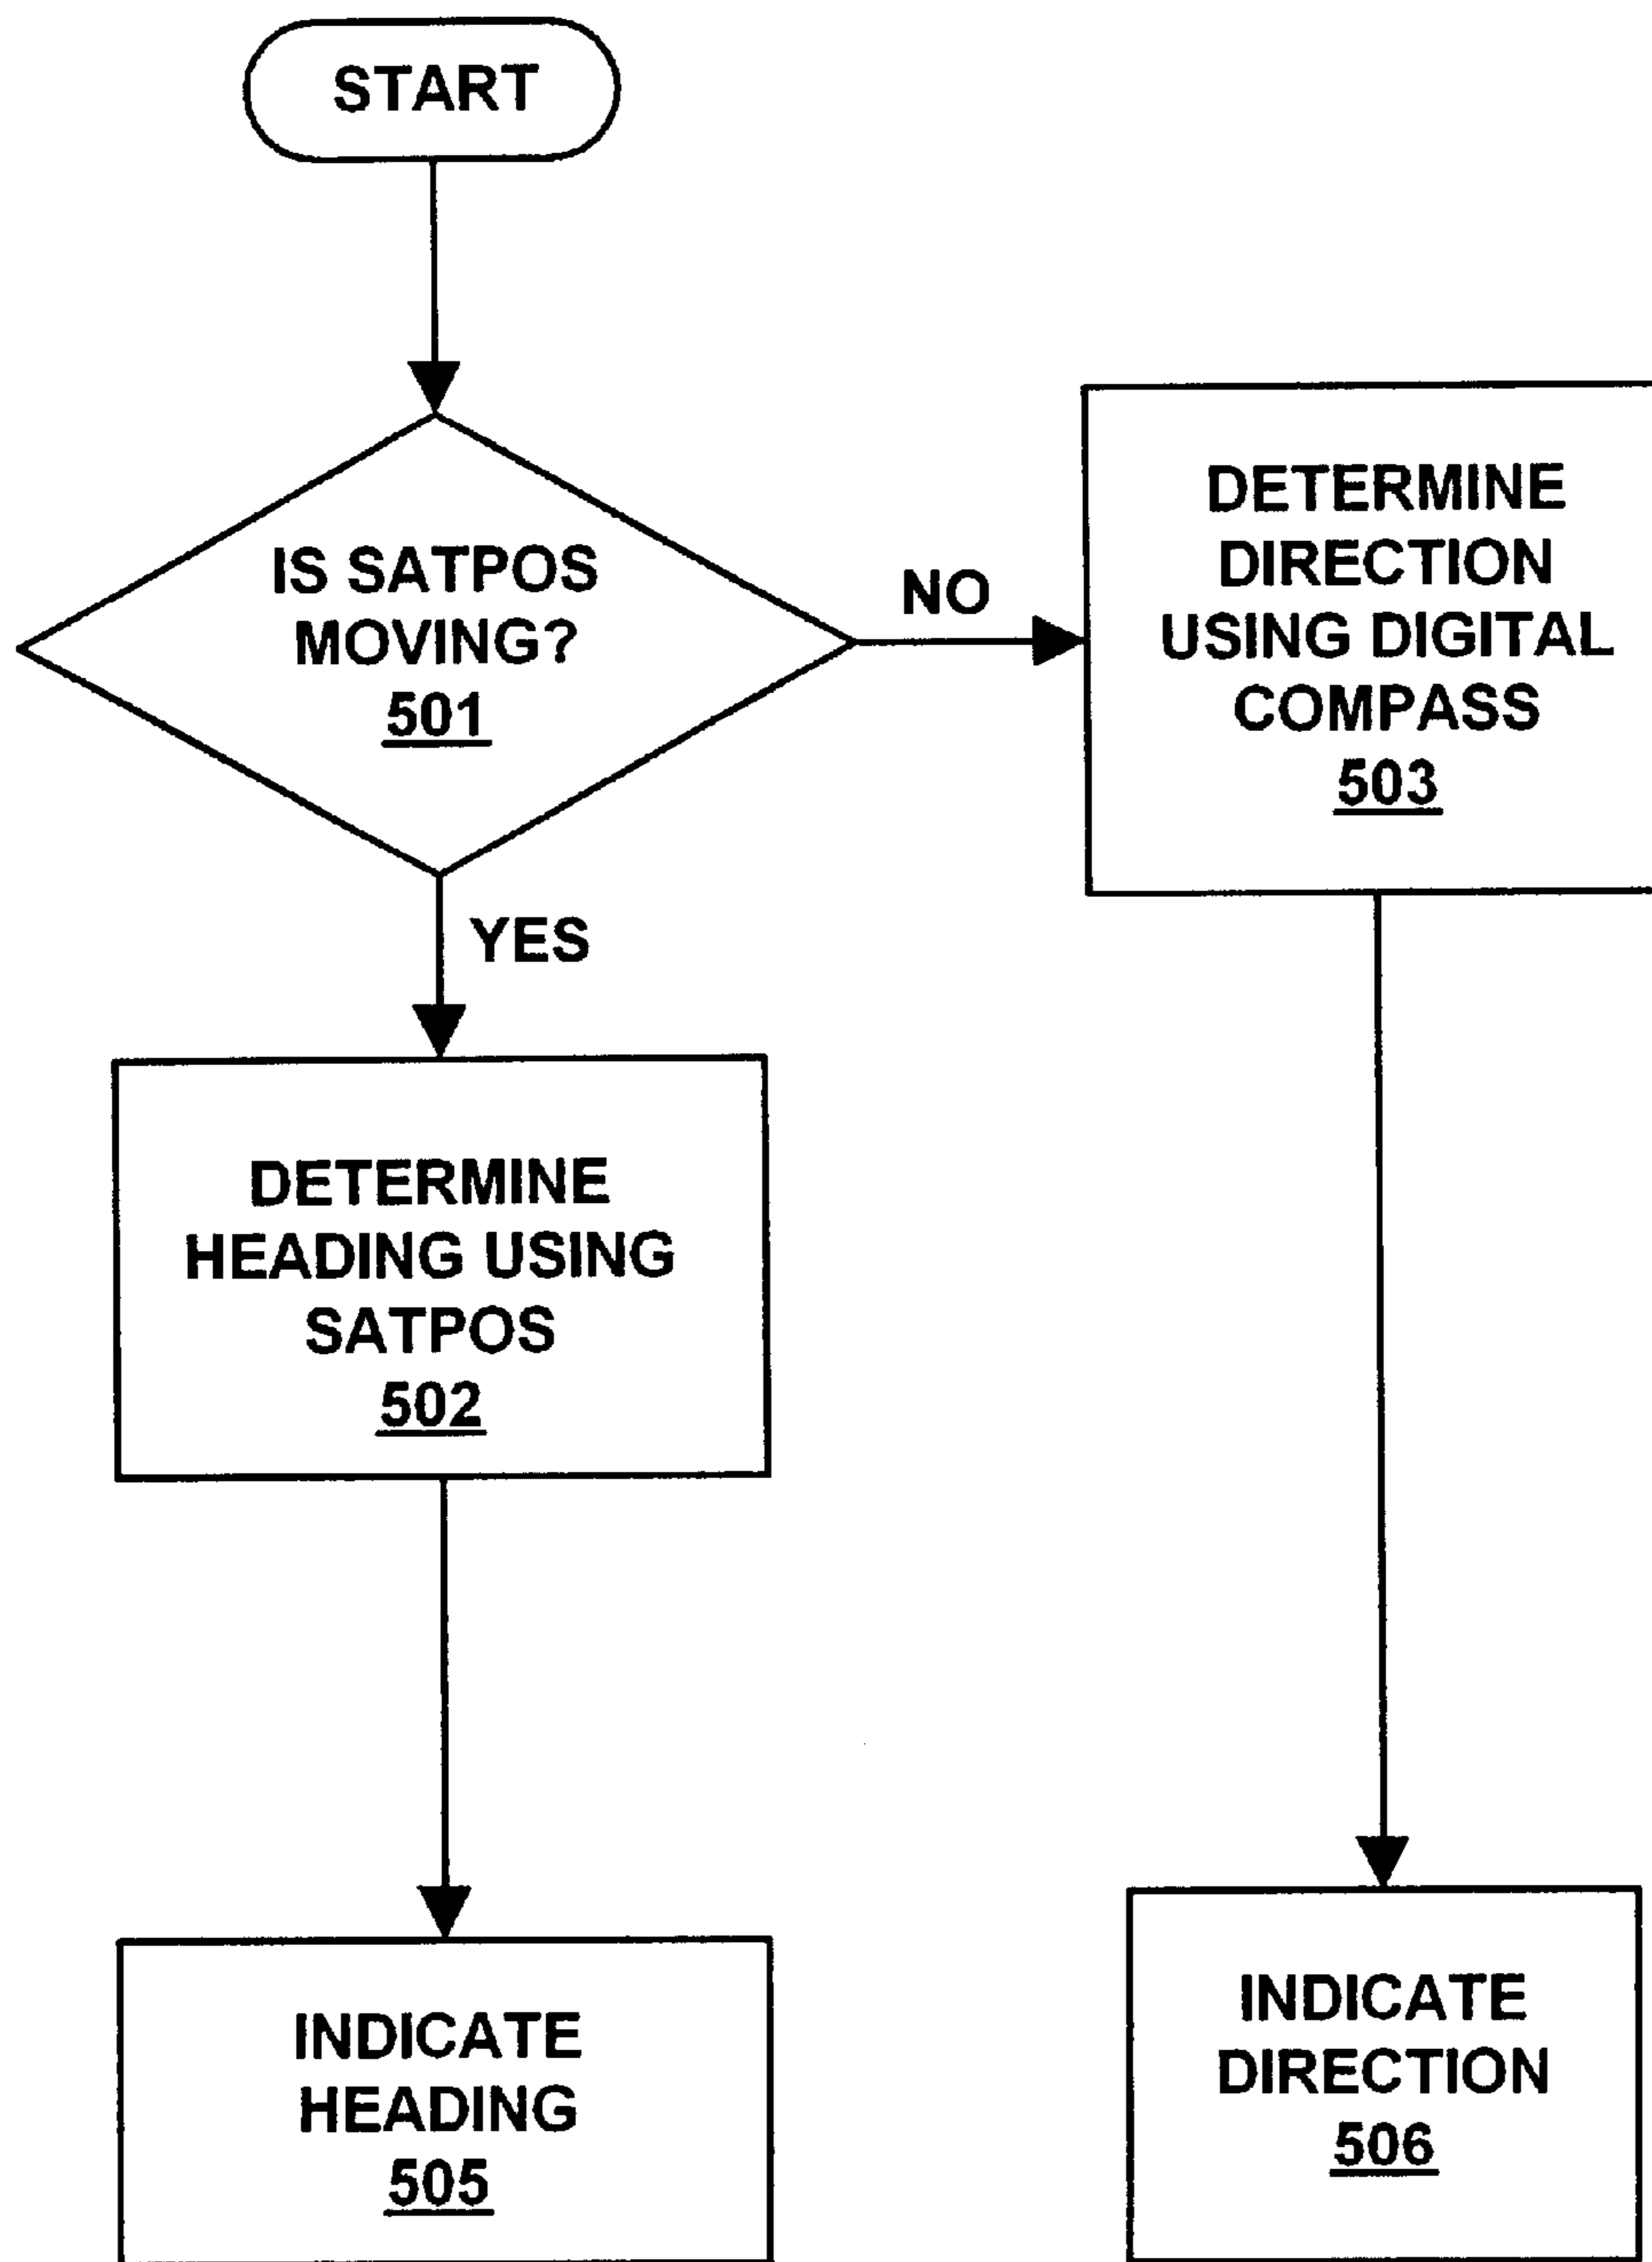 START
IS SATPOS
MOVING?
501
NO
DETERMINE
DIRECTION
USING DIGITAL
COMPASS
503
YES
DETERMINE
HEADING USING
SATPOS
502
INDICATE
HEADING
505
INDICATE
DIRECTION
506